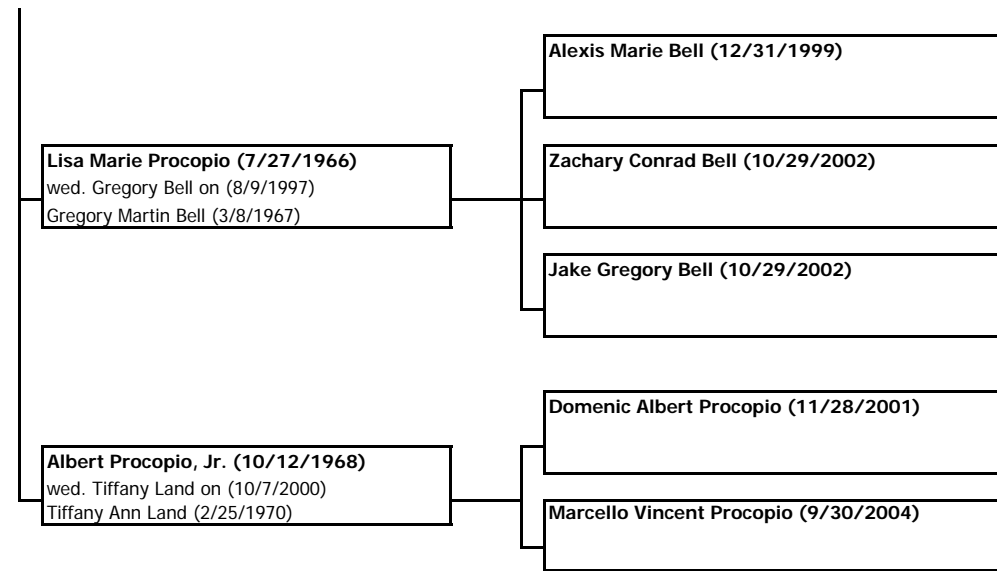 Alexis Marie Bell (12/31/1999)
Lisa Marie Procopio (7/27/1966)
wed. Gregory Bell on (8/9/1997)
Gregory Martin Bell (3/8/1967)
Zachary Conrad Bell (10/29/2002)
Jake Gregory Bell (10/29/2002)
Domenic Albert Procopio (11/28/2001)
Albert Procopio, Jr. (10/12/1968)
wed. Tiffany Land on (10/7/2000)
Tiffany Ann Land (2/25/1970)
Marcello Vincent Procopio (9/30/2004)